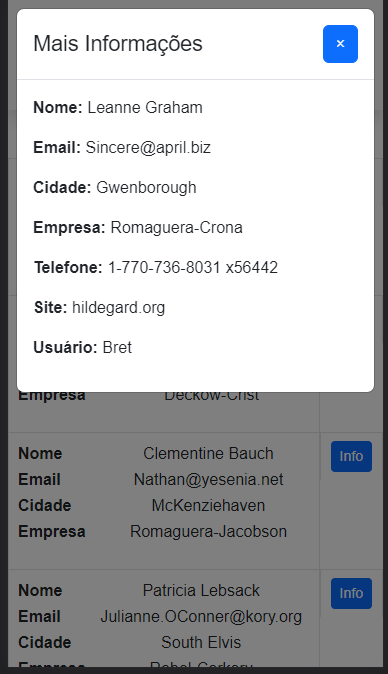 Mais Informações
×
Nome: Leanne Graham
Email: Sincere@april.biz
Cidade: Gwenborough
Empresa: Romaguera-Crona
Telefone: 1-770-736-8031 x56442
Site: hildegard.org
Usuário: Bret
Empresa Deckow-Crist
Nome Clementine Bauch Info
Email Nathan@yesenia.net
Cidade McKenziehaven
Empresa Romaguera-Jacobson
Nome Patricia Lebsack Info
Email Julianne.OConner@kory.org
Cidade South Elvis
Empresa Robel-Corkery